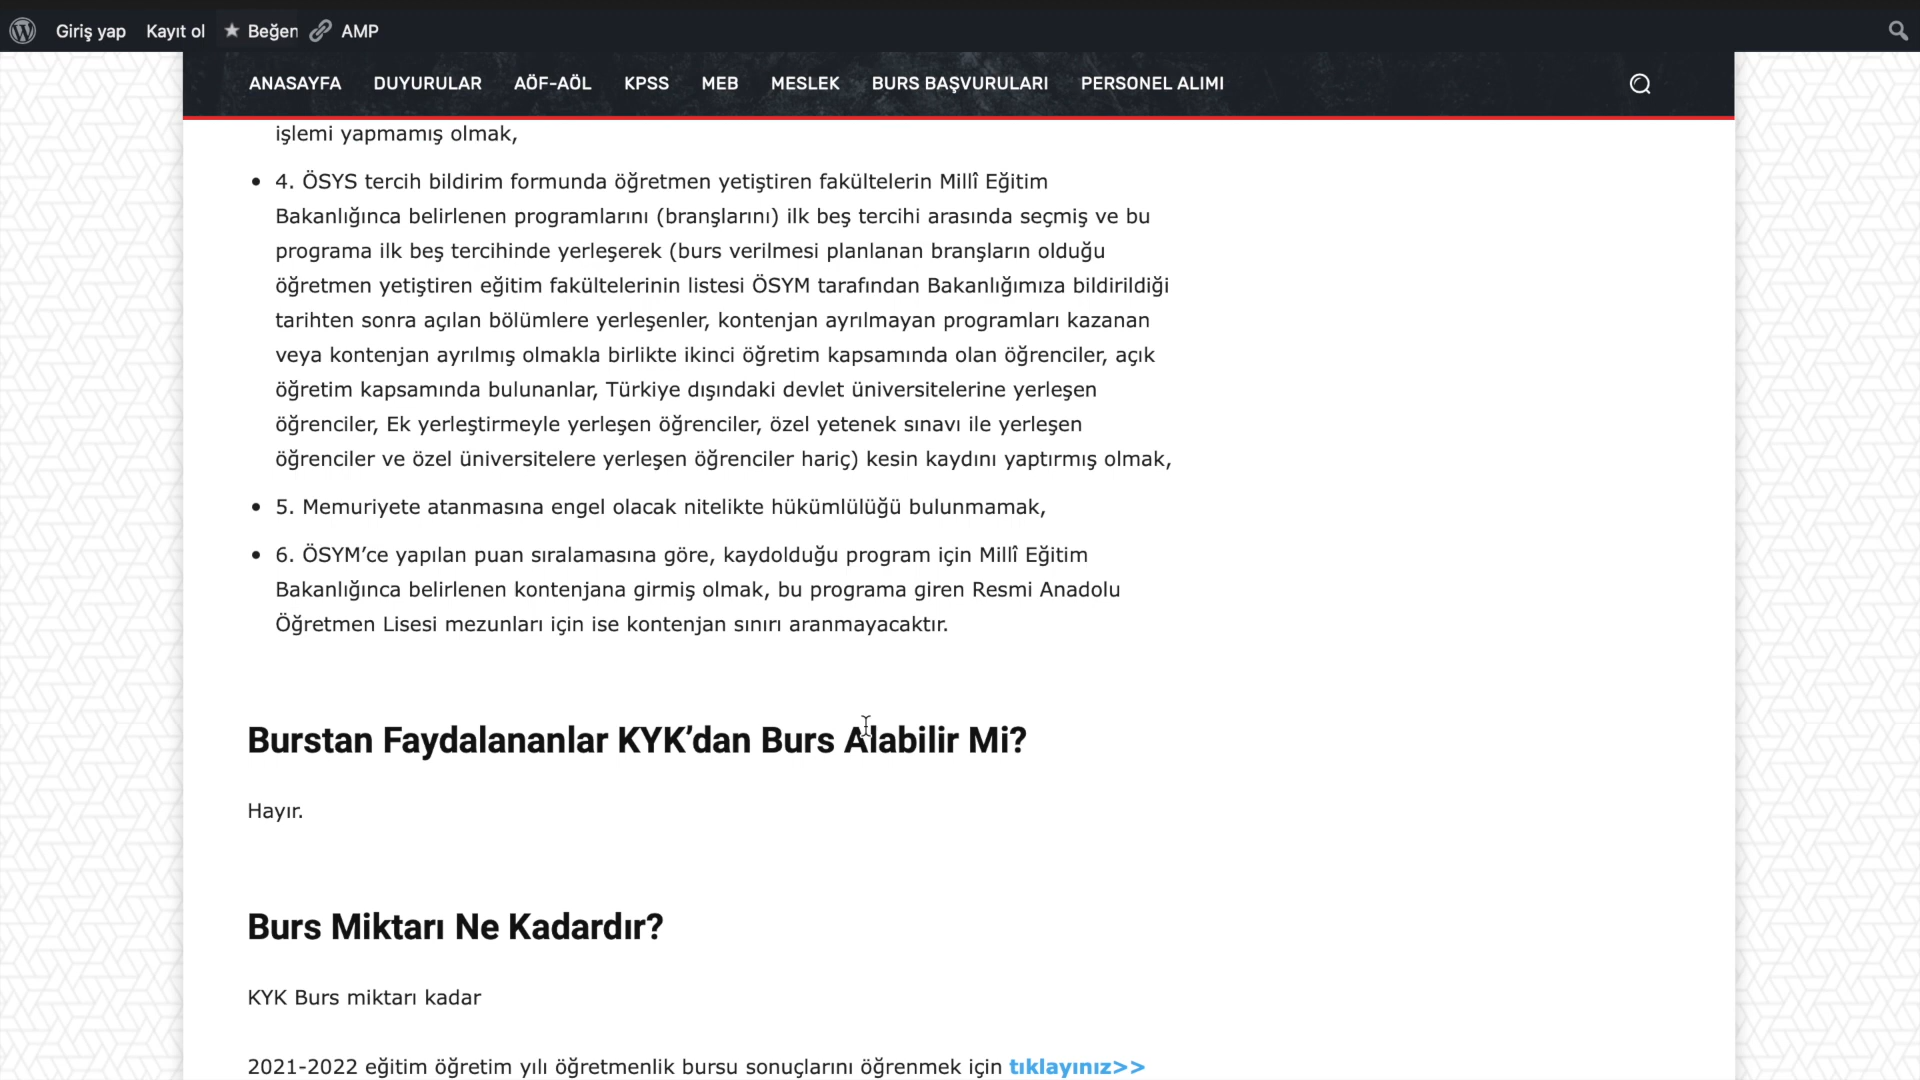 Giriş yap Kayıt ol Beğen AMP
ANASAYFA DUYURULAR AÖF-AÖL KPSS MEB MESLEK BURS BAŞVURULARI PERSONEL ALIMI
işlemi yapmamış olmak,
• 4. ÖSYS tercih bildirim formunda öğretmen yetiştiren fakültelerin Millî Eğitim
Bakanlığınca belirlenen programlarını (branşlarını) ilk beş tercihi arasında seçmiş ve bu
programa ilk beş tercihinde yerleşerek (burs verilmesi planlanan branşların olduğu
öğretmen yetiştiren eğitim fakültelerinin listesi ÖSYM tarafından Bakanlığımıza bildirildiği
tarihten sonra açılan bölümlere yerleşenler, kontenjan ayrılmayan programları kazanan
veya kontenjan ayrılmış olmakla birlikte ikinci öğretim kapsamında olan öğrenciler, açık
öğretim kapsamında bulunanlar, Türkiye dışındaki devlet üniversitelerine yerleşen
öğrenciler, Ek yerleştirmeyle yerleşen öğrenciler, özel yetenek sınavı ile yerleşen
öğrenciler ve özel üniversitelere yerleşen öğrenciler hariç) kesin kaydını yaptırmış olmak,
• 5. Memuriyete atanmasına engel olacak nitelikte hükümlülüğü bulunmamak,
• 6. ÖSYM’ce yapılan puan sıralamasına göre, kaydolduğu program için Millî Eğitim
Bakanlığınca belirlenen kontenjana girmiş olmak, bu programa giren Resmi Anadolu
Öğretmen Lisesi mezunları için ise kontenjan sınırı aranmayacaktır.
Burstan Faydalananlar KYK’dan Burs Alabilir Mi?
Hayır.
Burs Miktarı Ne Kadardır?
KYK Burs miktarı kadar
2021-2022 eğitim öğretim yılı öğretmenlik bursu sonuçlarını öğrenmek için tıklayınız>>